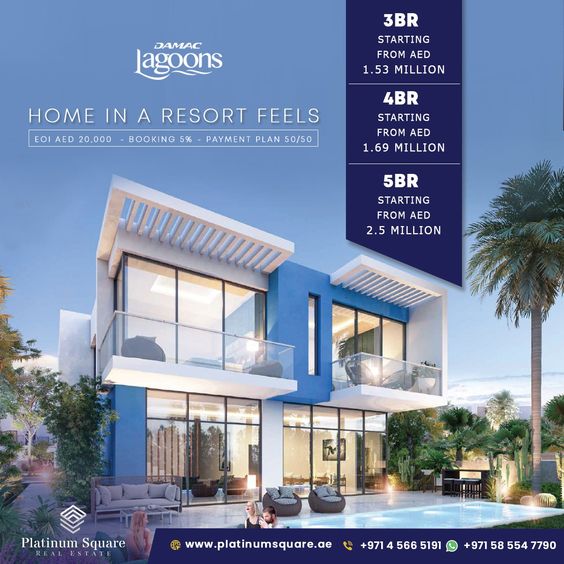 DAMAC
Lagoons
HOME IN A RESORT FEELS
EOI AED 20,000 - BOOKING 5% - PAYMENT PLAN 50/50
3BR
STARTING
FROM AED
1.53 MILLION
4BR
STARTING
FROM AED
1.69 MILLION
5BR
STARTING
FROM AED
2.5 MILLION
Platinum Square
REAL ESTATE
www.platinumsquare.ae +971 4 566 5191 +971 58 554 7790